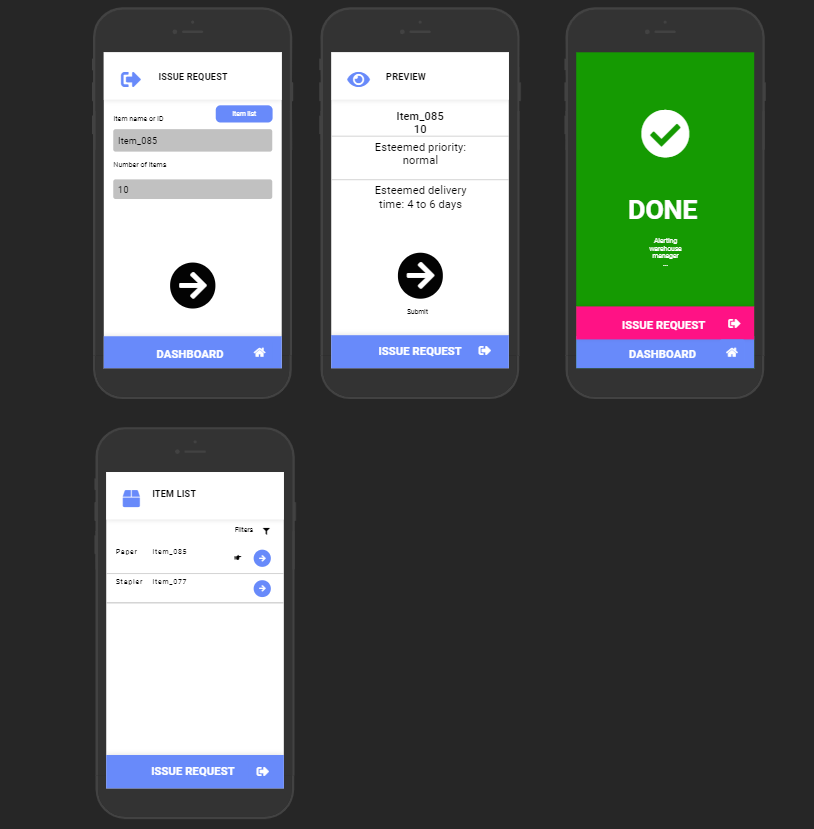 ISSUE REQUEST
Item name or ID
Item list
Item_085
Number of Items
10
DASHBOARD
PREVIEW
Item_085
10
Esteemed priority:
normal
Esteemed delivery
time: 4 to 6 days
Submit
ISSUE REQUEST
DONE
Alerting
warehouse
manager
...
ISSUE REQUEST
DASHBOARD
ITEM LIST
Filters
Paper Item_085
Stapler Item_077
ISSUE REQUEST